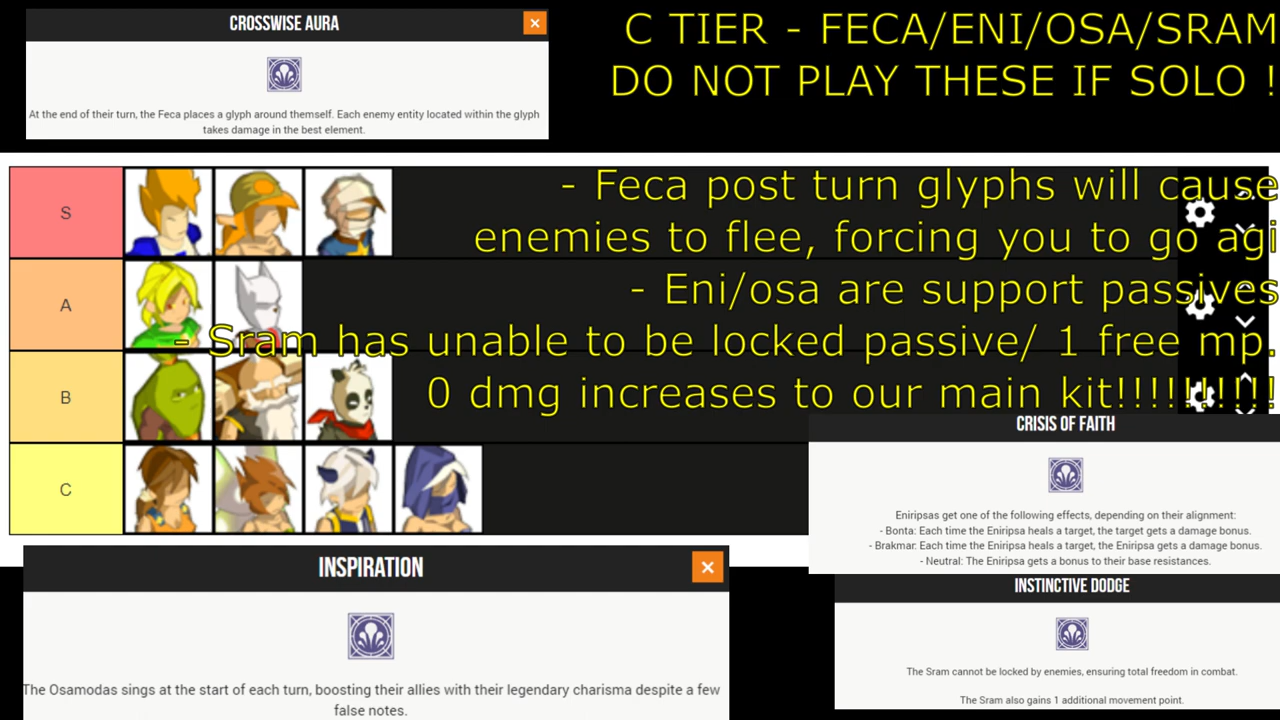 CROSSWISE AURA
At the end of their turn, the Feca places a glyph around themself. Each enemy entity located within the glyph
takes damage in the best element.
C TIER - FECA/ENI/OSA/SRAM
DO NOT PLAY THESE IF SOLO !
S
A
B
C
- Feca post turn glyphs will cause
enemies to flee, forcing you to go agi
- Eni/osa are support passives
- Sram has unable to be locked passive/ 1 free mp.
0 dmg increases to our main kit!!!!!!!!!!
CRISIS OF FAITH
Eniripsas get one of the following effects, depending on their alignment:
- Bonta: Each time the Eniripsa heals a target, the target gets a damage bonus.
- Brakmar: Each time the Eniripsa heals a target, the Eniripsa gets a damage bonus.
- Neutral: The Eniripsa gets a bonus to their base resistances.
INSPIRATION
The Osamodas sings at the start of each turn, boosting their allies with their legendary charisma despite a few
false notes.
INSTINCTIVE DODGE
The Sram cannot be locked by enemies, ensuring total freedom in combat.
The Sram also gains 1 additional movement point.